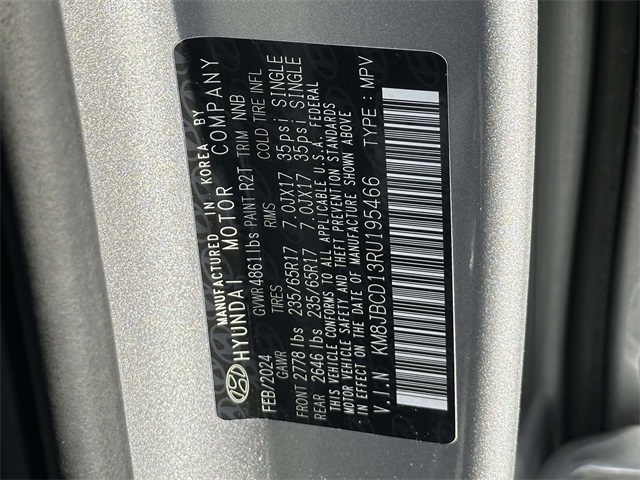 MANUFACTURED IN KOREA BY
HYUNDAI MOTOR COMPANY
FEB/2024 GVWR 4861 lbs PAINT R2T TRIM NNB
GAWR TIRES RIMS COLD TIRE INFL
FRONT 2778 lbs 235/65R17 7.0JX17 35psi SINGLE
REAR 2646 lbs 235/65R17 7.0JX17 35psi SINGLE
THIS VEHICLE CONFORMS TO ALL APPLICABLE U.S.A. FEDERAL
MOTOR VEHICLE SAFETY AND THEFT PREVENTION STANDARDS
IN EFFECT ON THE DATE OF MANUFACTURE SHOWN ABOVE
V.I.N KM8JBCD13RU195466 TYPE : MPV